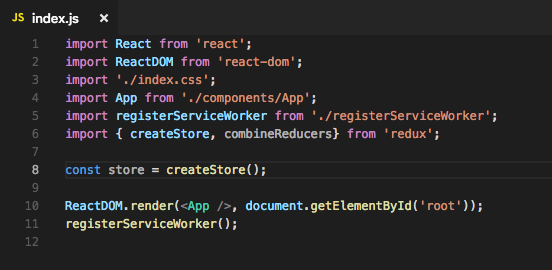 JS index.js ×
1 import React from 'react';
2 import ReactDOM from 'react-dom';
3 import './index.css';
4 import App from './components/App';
5 import registerServiceWorker from './registerServiceWorker';
6 import { createStore, combineReducers} from 'redux';
7
8 const store = createStore();
9
10 ReactDOM.render(<App />, document.getElementById('root'));
11 registerServiceWorker();
12